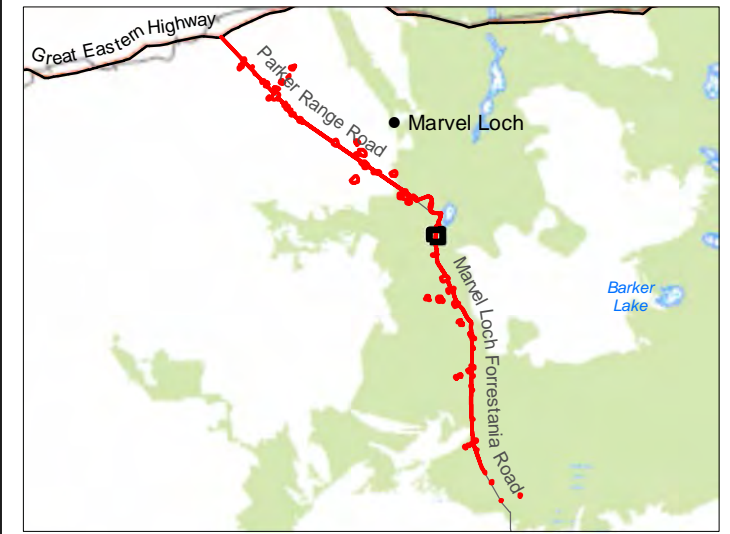 Great Eastern Highway
Parker Range Road
Marvel Loch
Marvel Loch Forrestania Road
Barker
Lake